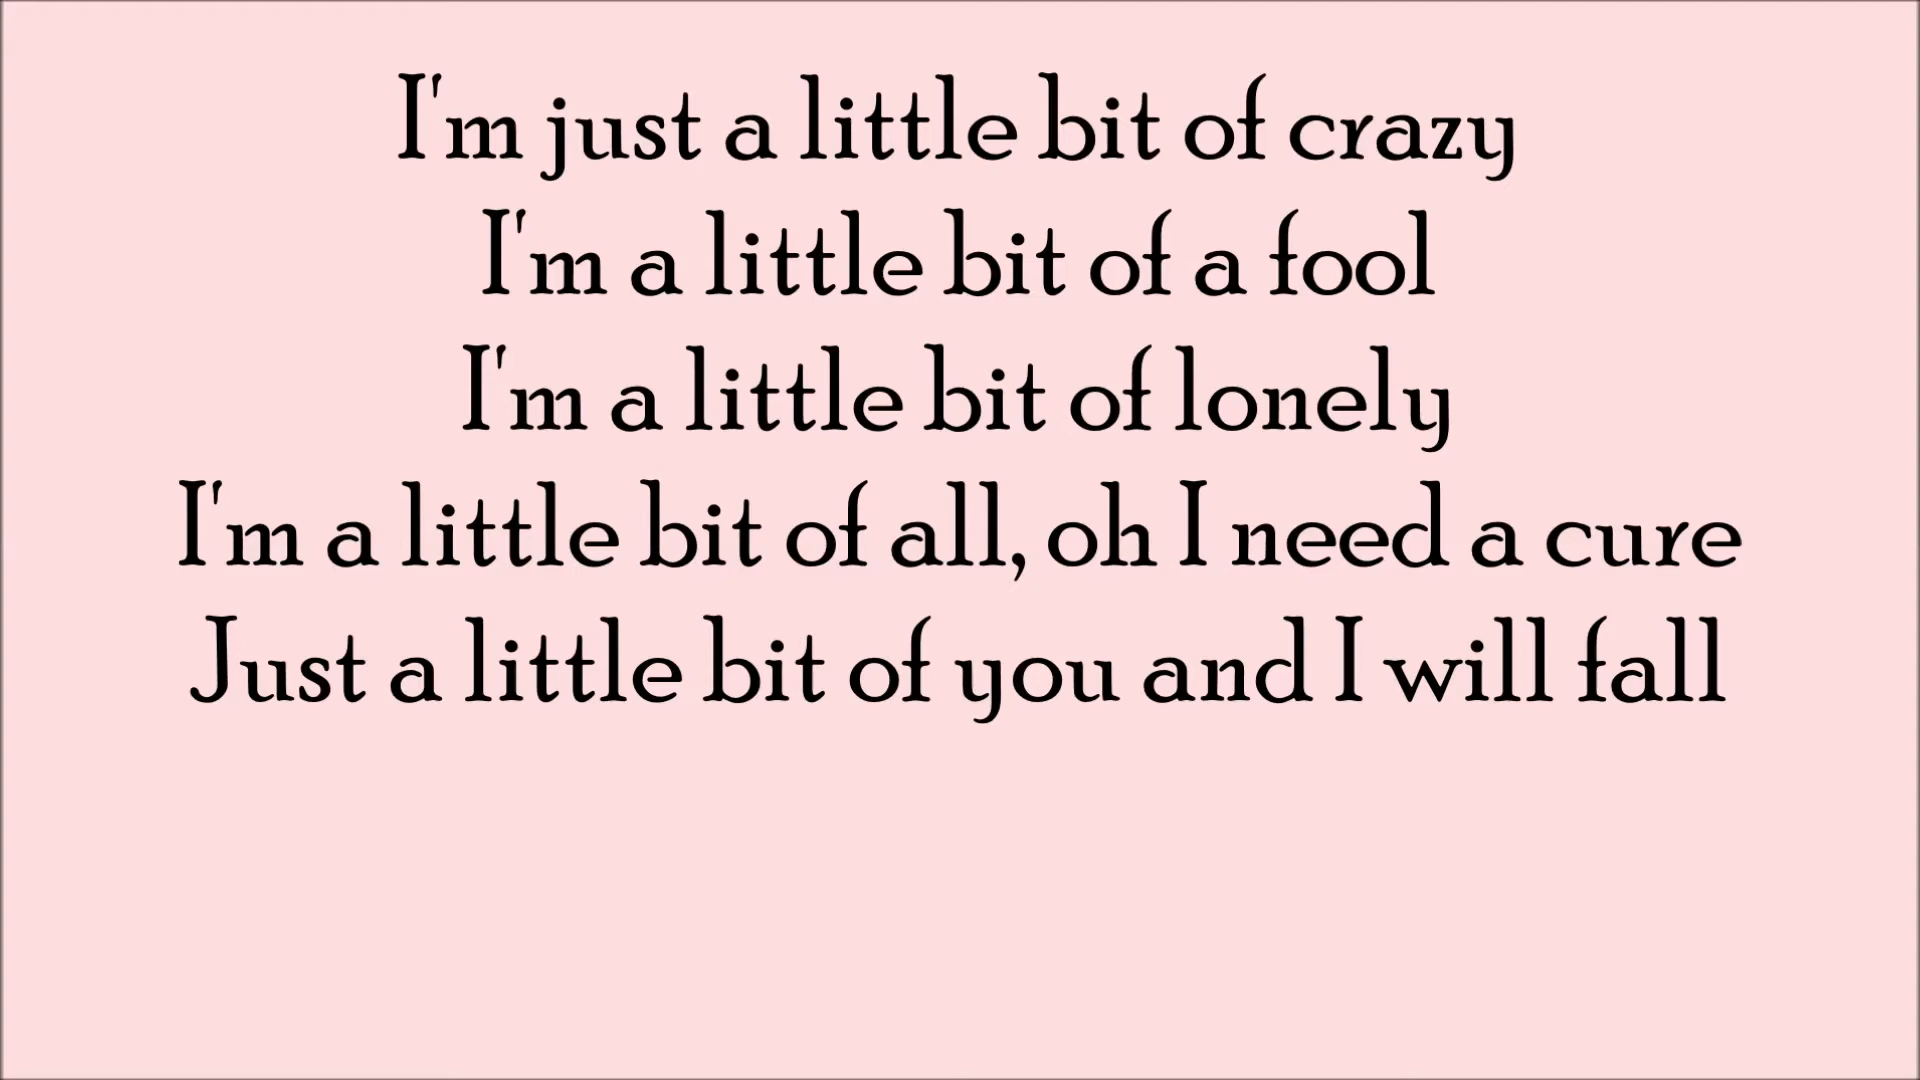 I'm just a little bit of crazy
I'm a little bit of a fool
I'm a little bit of lonely
I'm a little bit of all, oh I need a cure
Just a little bit of you and I will fall